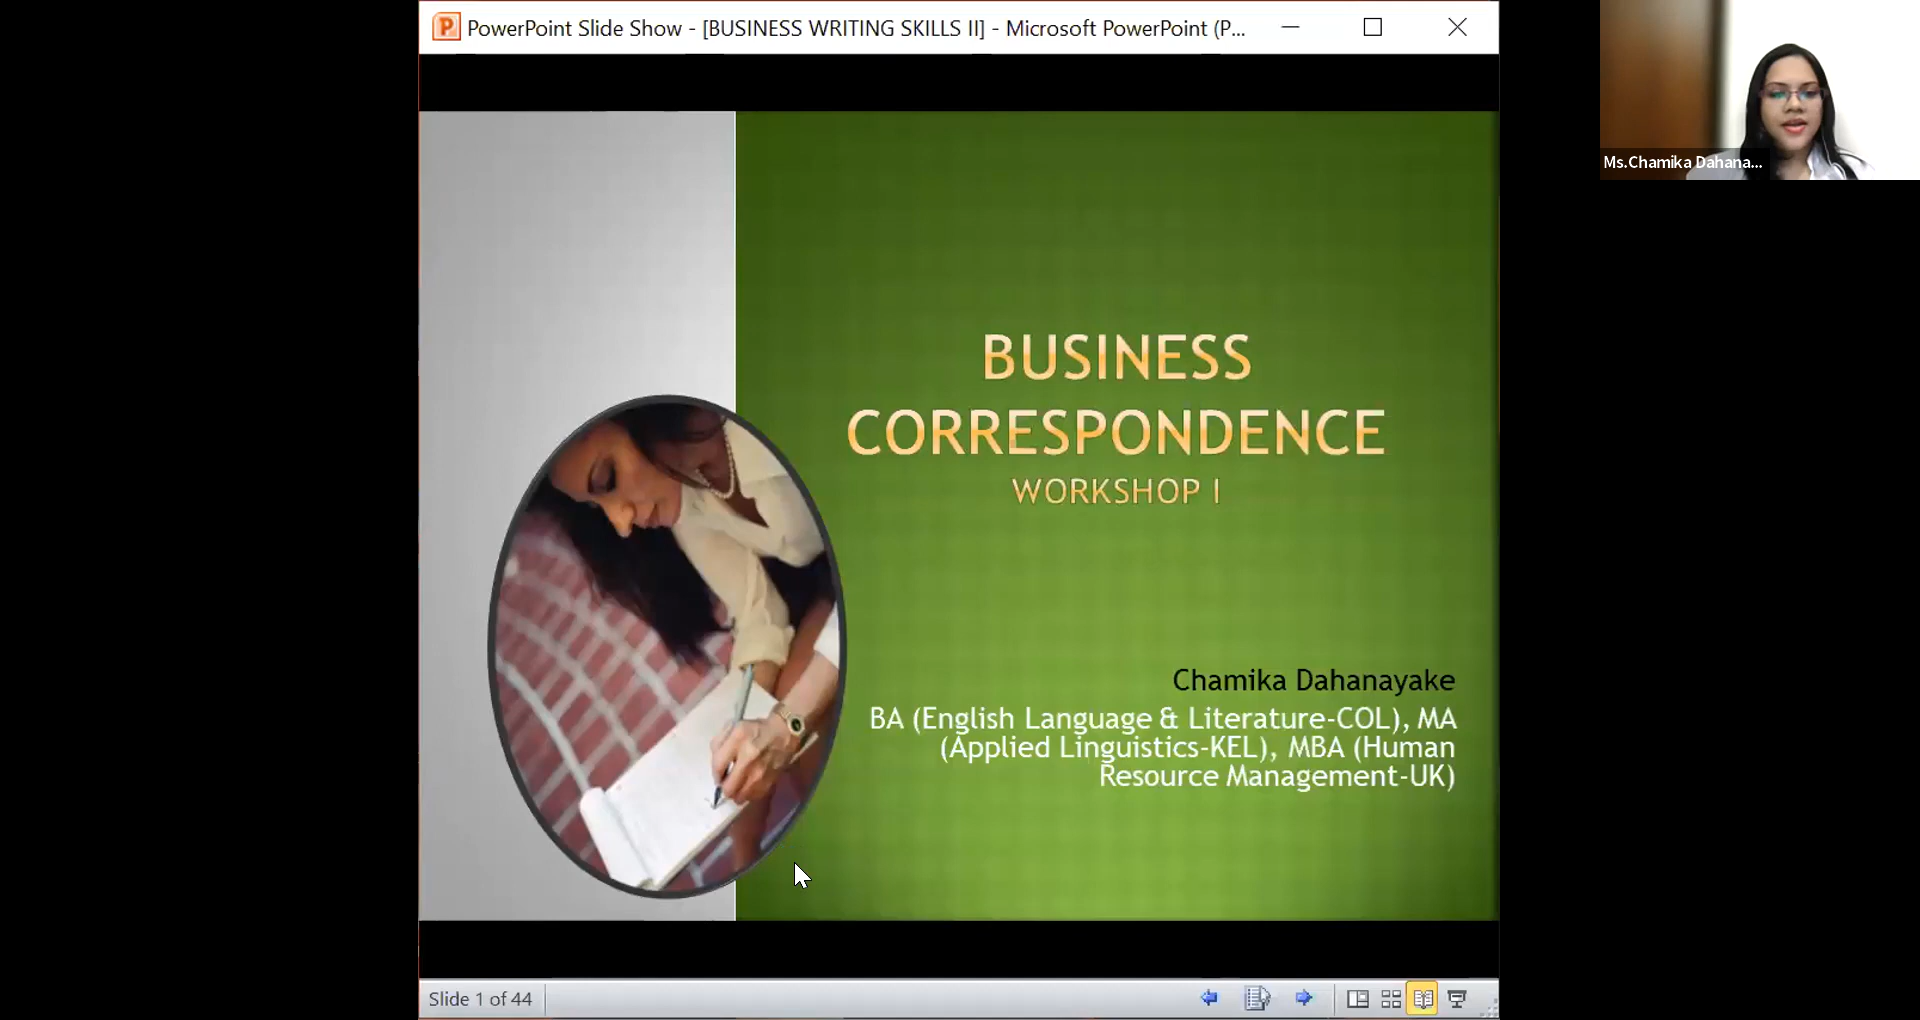 PowerPoint Slide Show - [BUSINESS WRITING SKILLS II] - Microsoft PowerPoint (P...
Ms.Chamika Dahana...
BUSINESS
CORRESPONDENCE
WORKSHOP I
Chamika Dahanayake
BA (English Language & Literature-COL), MA
(Applied Linguistics-KEL), MBA (Human
Resource Management-UK)
Slide 1 of 44